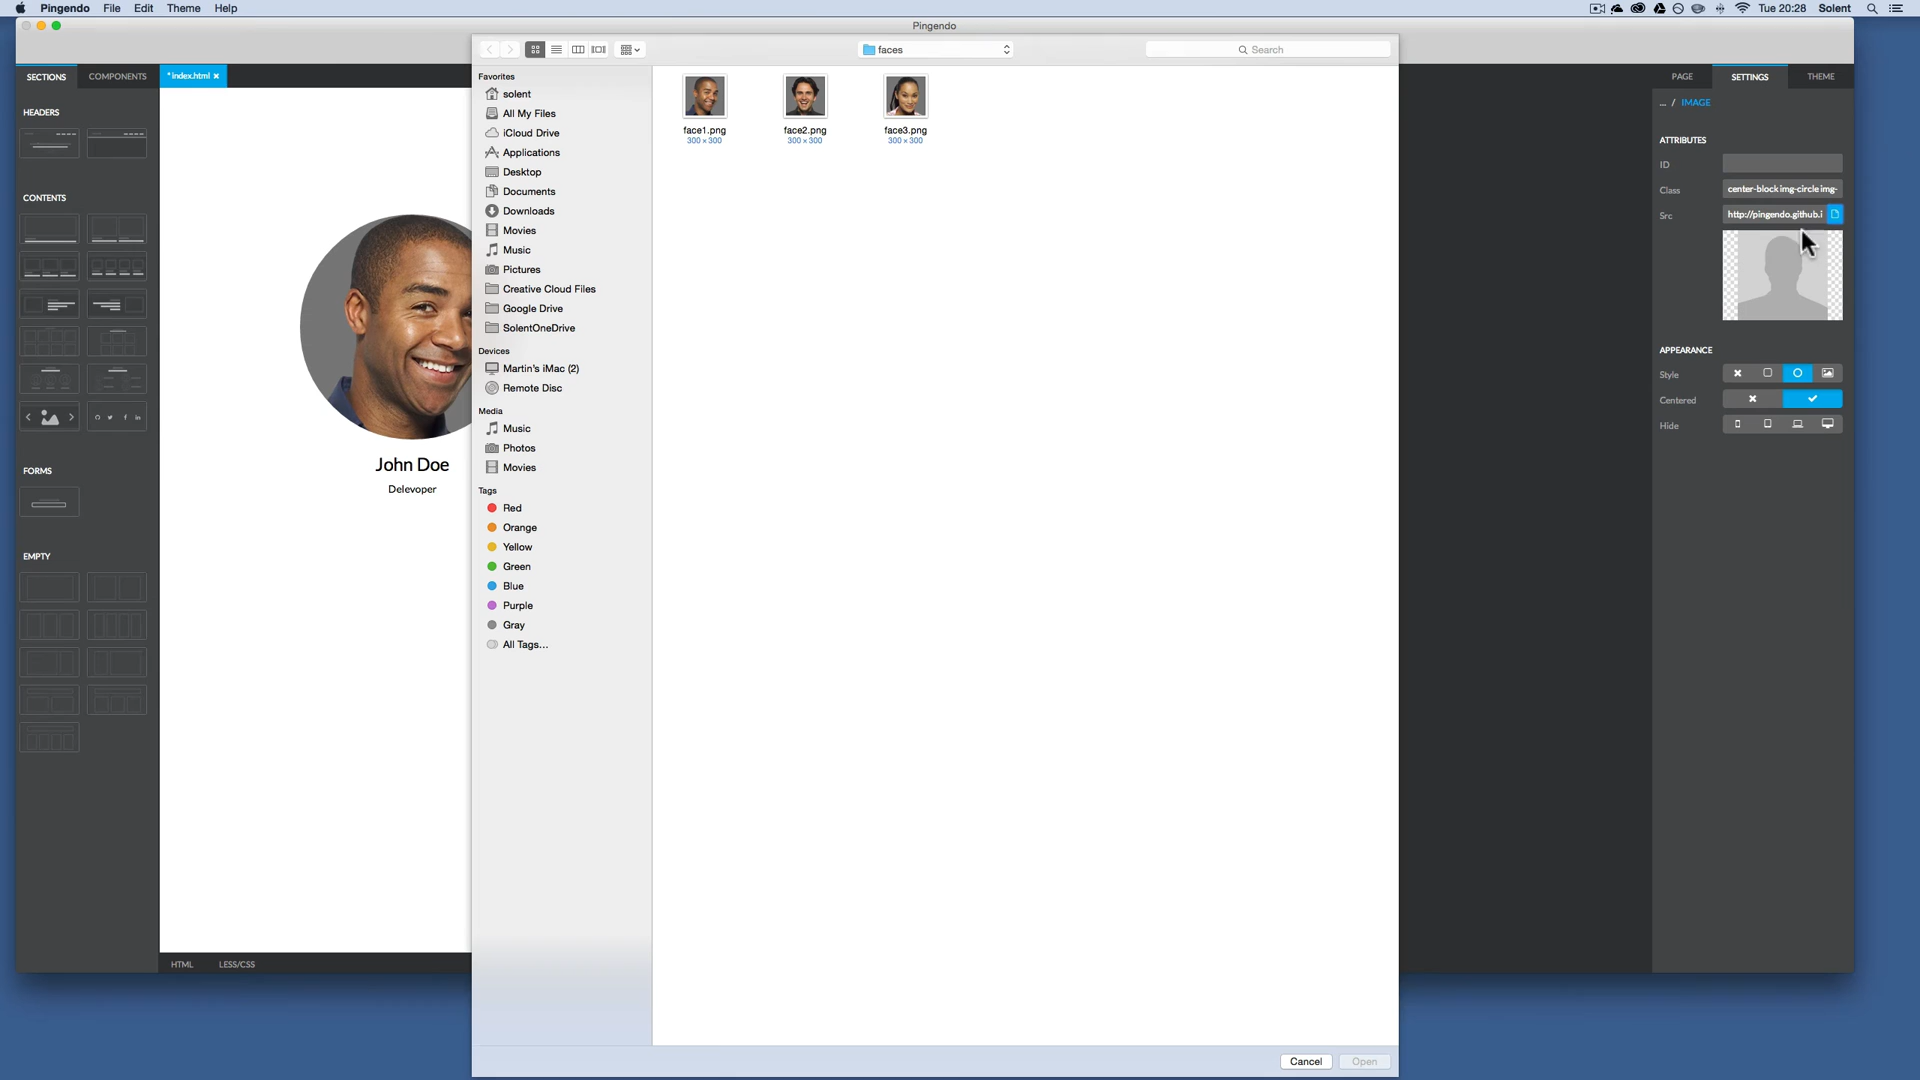 Pingendo File Edit Theme Help
Tue 20:28 Solent
Pingendo
SECTIONS COMPONENTS *index.html ×
faces
Search
PAGE SETTINGS THEME
... / IMAGE
HEADERS
CONTENTS
FORMS
EMPTY
John Doe
Delevoper
HTML LESS/CSS
Favorites
solent
All My Files
iCloud Drive
Applications
Desktop
Documents
Downloads
Movies
Music
Pictures
Creative Cloud Files
Google Drive
SolentOneDrive
Devices
Martin's iMac (2)
Remote Disc
Media
Music
Photos
Movies
Tags
Red
Orange
Yellow
Green
Blue
Purple
Gray
All Tags...
face1.png face2.png face3.png
300 × 300 300 × 300 300 × 300
Cancel Open
ATTRIBUTES
ID
Class center-block img-circle img-
Src http://pingendo.github.i
APPEARANCE
Style
Centered
Hide